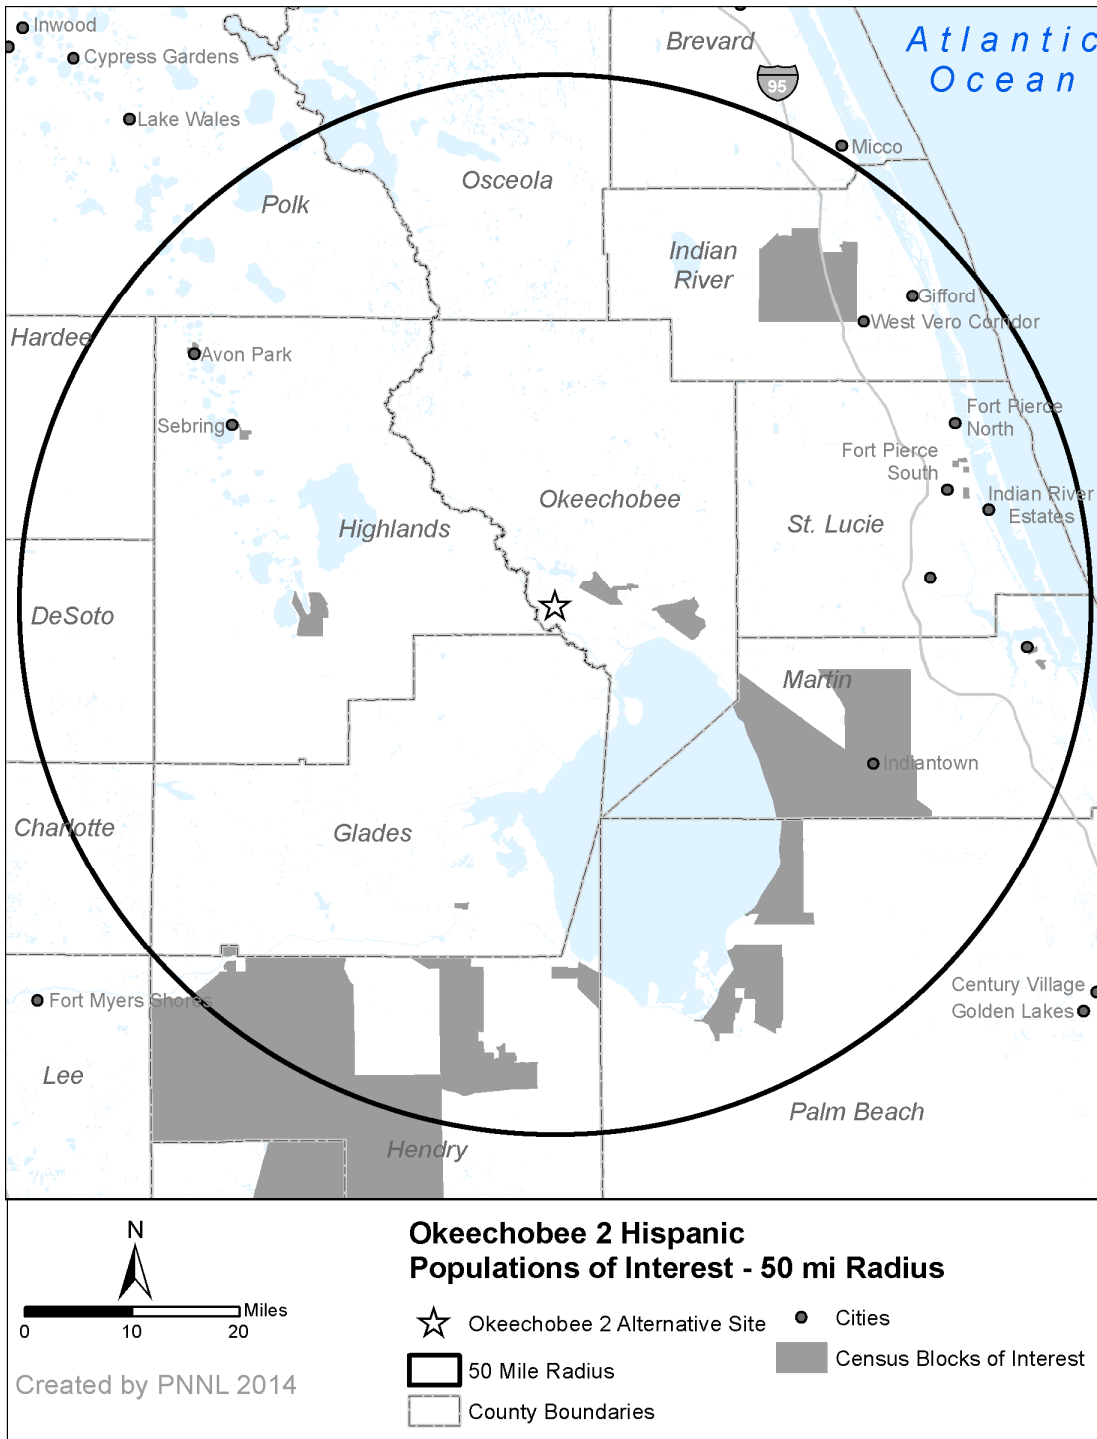 Inwood
Cypress Gardens
Lake Wales
Brevard
95
Atlantic
Ocean
Micco
Osceola
Polk
Indian
River
Gifford
West Vero Corridor
Hardee
Avon Park
Sebring
Fort Pierce
North
Fort Pierce
South
Indian River
Estates
Okeechobee
Highlands
St. Lucie
DeSoto
Martin
Indiantown
Charlotte
Glades
Fort Myers Shores
Century Village
Golden Lakes
Lee
Palm Beach
Hendry
N
Miles
0 10 20
Created by PNNL 2014
Okeechobee 2 Hispanic
Populations of Interest - 50 mi Radius
Okeechobee 2 Alternative Site
Cities
50 Mile Radius
Census Blocks of Interest
County Boundaries